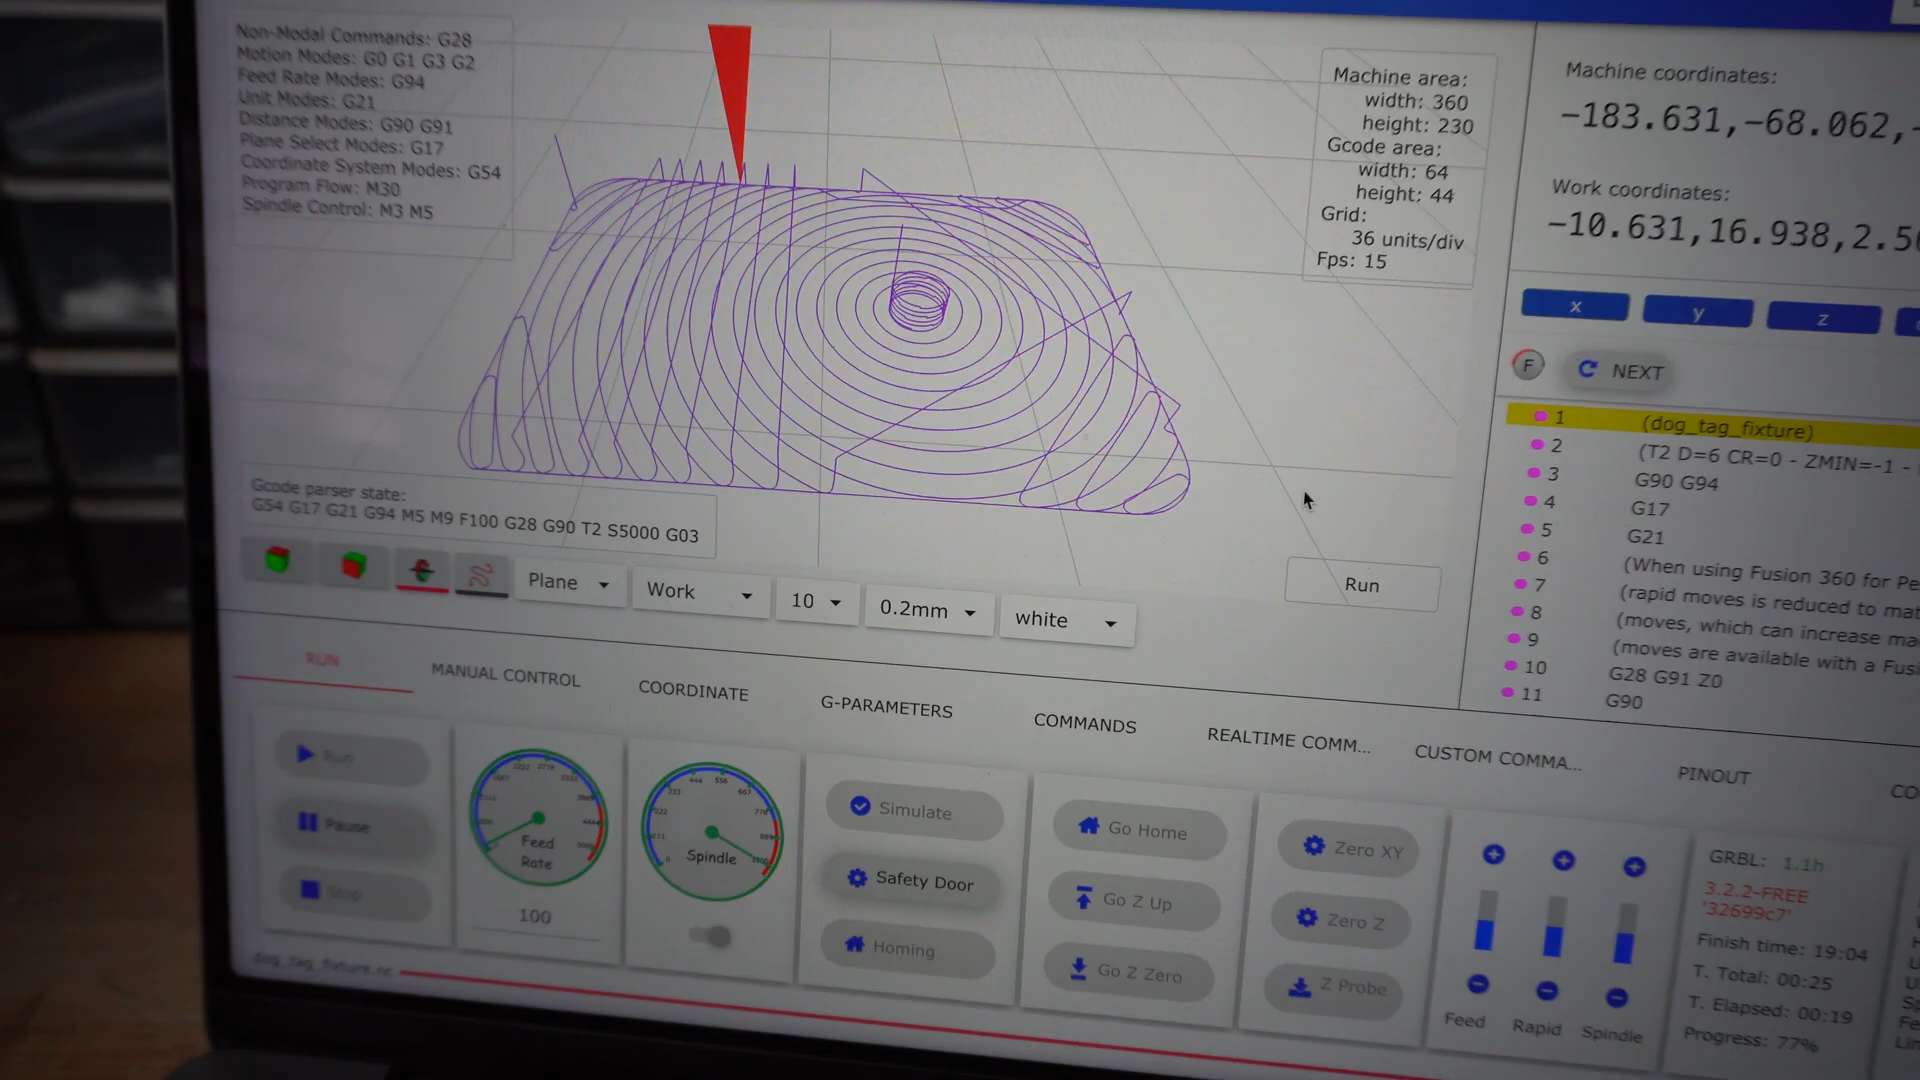 Non-Modal Commands: G28
Motion Modes: G0 G1 G3 G2
Feed Rate Modes: G94
Unit Modes: G21
Distance Modes: G90 G91
Plane Select Modes: G17
Coordinate System Modes: G54
Program Flow: M30
Spindle Control: M3 M5
Machine area:
width: 360
height: 230
Gcode area:
width: 64
height: 44
Grid:
36 units/div
Fps: 15
Machine coordinates:
-183.631,-68.062,-
Work coordinates:
-10.631,16.938,2.5
x y z
F NEXT
1 (dog_tag_fixture)
2 (T2 D=6 CR=0 - ZMIN=-1 -
3 G90 G94
4 G17
5 G21
6 (When using Fusion 360 for Pe
7 (rapid moves is reduced to mat
8 (moves, which can increase ma
9 (moves are available with a Fus
10 G28 G91 Z0
11 G90
Gcode parser state:
G54 G17 G21 G94 M5 M9 F100 G28 G90 T2 S5000 G03
Plane Work 10 0.2mm white
Run
RUN MANUAL CONTROL COORDINATE G-PARAMETERS COMMANDS REALTIME COMM... CUSTOM COMMA... PINOUT CO
Run
Pause
Stop
Feed
Rate
100
Spindle
Simulate
Safety Door
Homing
Go Home
Go Z Up
Go Z Zero
Zero XY
Zero Z
Z Probe
Feed Rapid Spindle
GRBL: 1.1h
3.2.2-FREE
'32699c7'
Finish time: 19:04
T. Total: 00:25
T. Elapsed: 00:19
Progress: 77%
dog_tag_fixture.nc